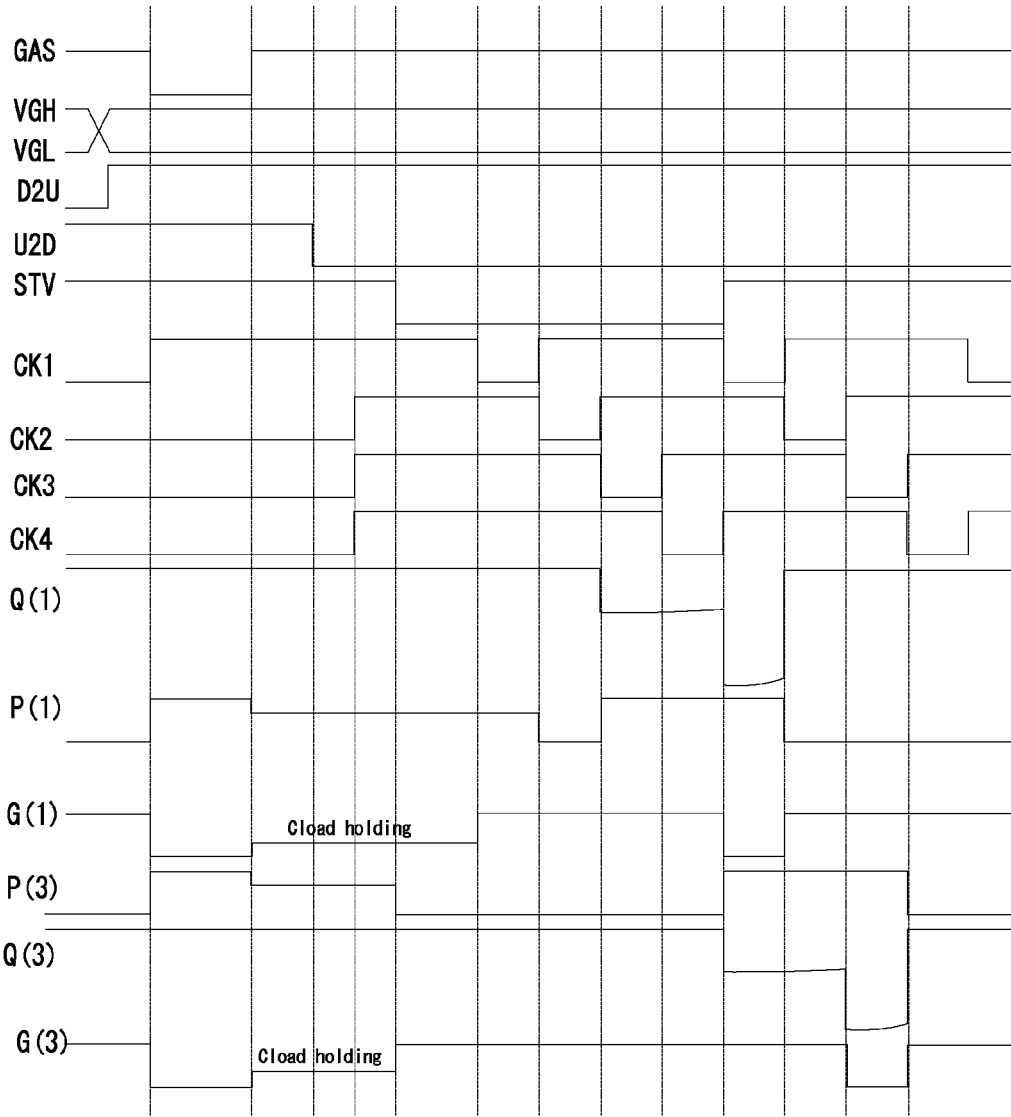 GAS
VGH
VGL
D2U
U2D
STV
CK1
CK2
CK3
CK4
Q(1)
P(1)
G(1)
Cload holding
P(3)
Q(3)
G(3)
Cload holding